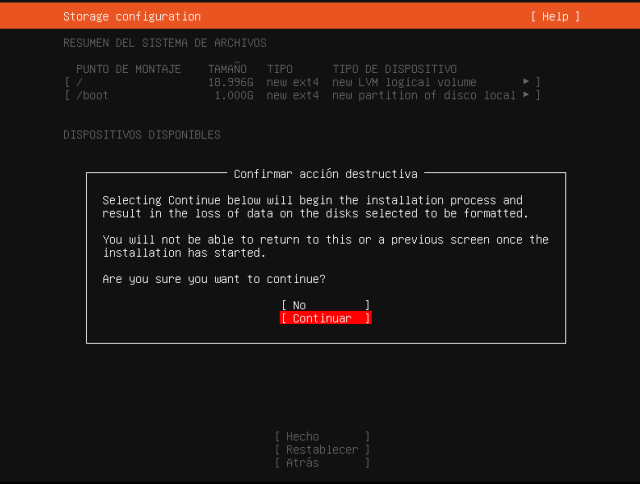 Storage configuration [ Help ]
RESUMEN DEL SISTEMA DE ARCHIVOS
PUNTO DE MONTAJE TAMAÑO TIPO TIPO DE DISPOSITIVO
[ / 18.996G new ext4 new LVM logical volume ▸ ]
[ /boot 1.000G new ext4 new partition of disco local ▸ ]
DISPOSITIVOS DISPONIBLES
Confirmar acción destructiva
Selecting Continue below will begin the installation process and
result in the loss of data on the disks selected to be formatted.
You will not be able to return to this or a previous screen once the
installation has started.
Are you sure you want to continue?
[ No ]
[ Continuar ]
[ Hecho ]
[ Restablecer ]
[ Atrás ]